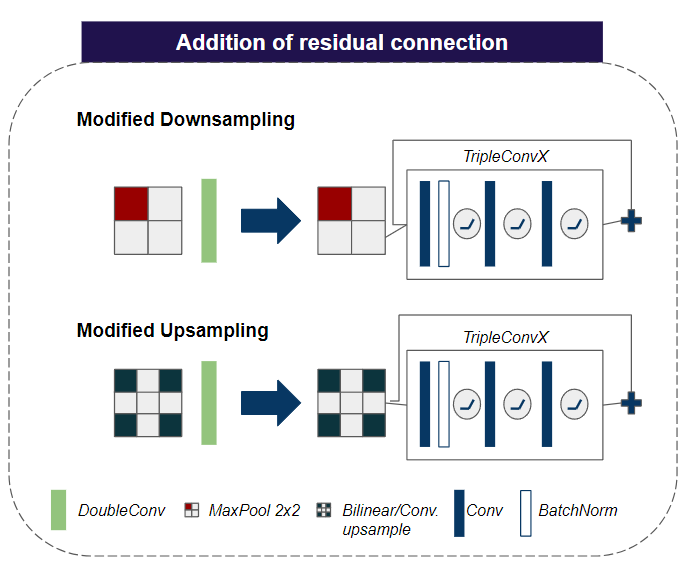 Addition of residual connection
Modified Downsampling
TripleConvX
Modified Upsampling
TripleConvX
DoubleConv
MaxPool 2x2
Bilinear/Conv.
upsample
Conv
BatchNorm